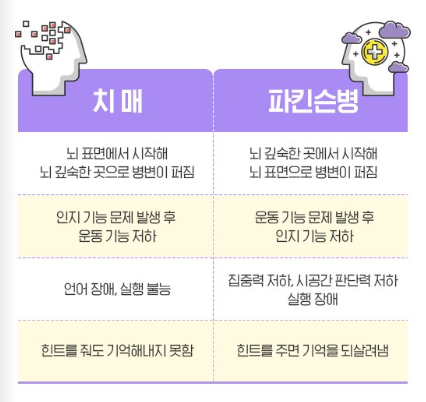 치매 파킨슨병
뇌 표면에서 시작해 뇌 깊숙한 곳에서 시작해
뇌 깊숙한 곳으로 병변이 퍼짐 뇌 표면으로 병변이 퍼짐
인지 기능 문제 발생 후 운동 기능 문제 발생 후
운동 기능 저하 인지 기능 저하
언어 장애, 실행 불능 집중력 저하, 시공간 판단력 저하
실행 장애
힌트를 줘도 기억해내지 못함 힌트를 주면 기억을 되살려냄